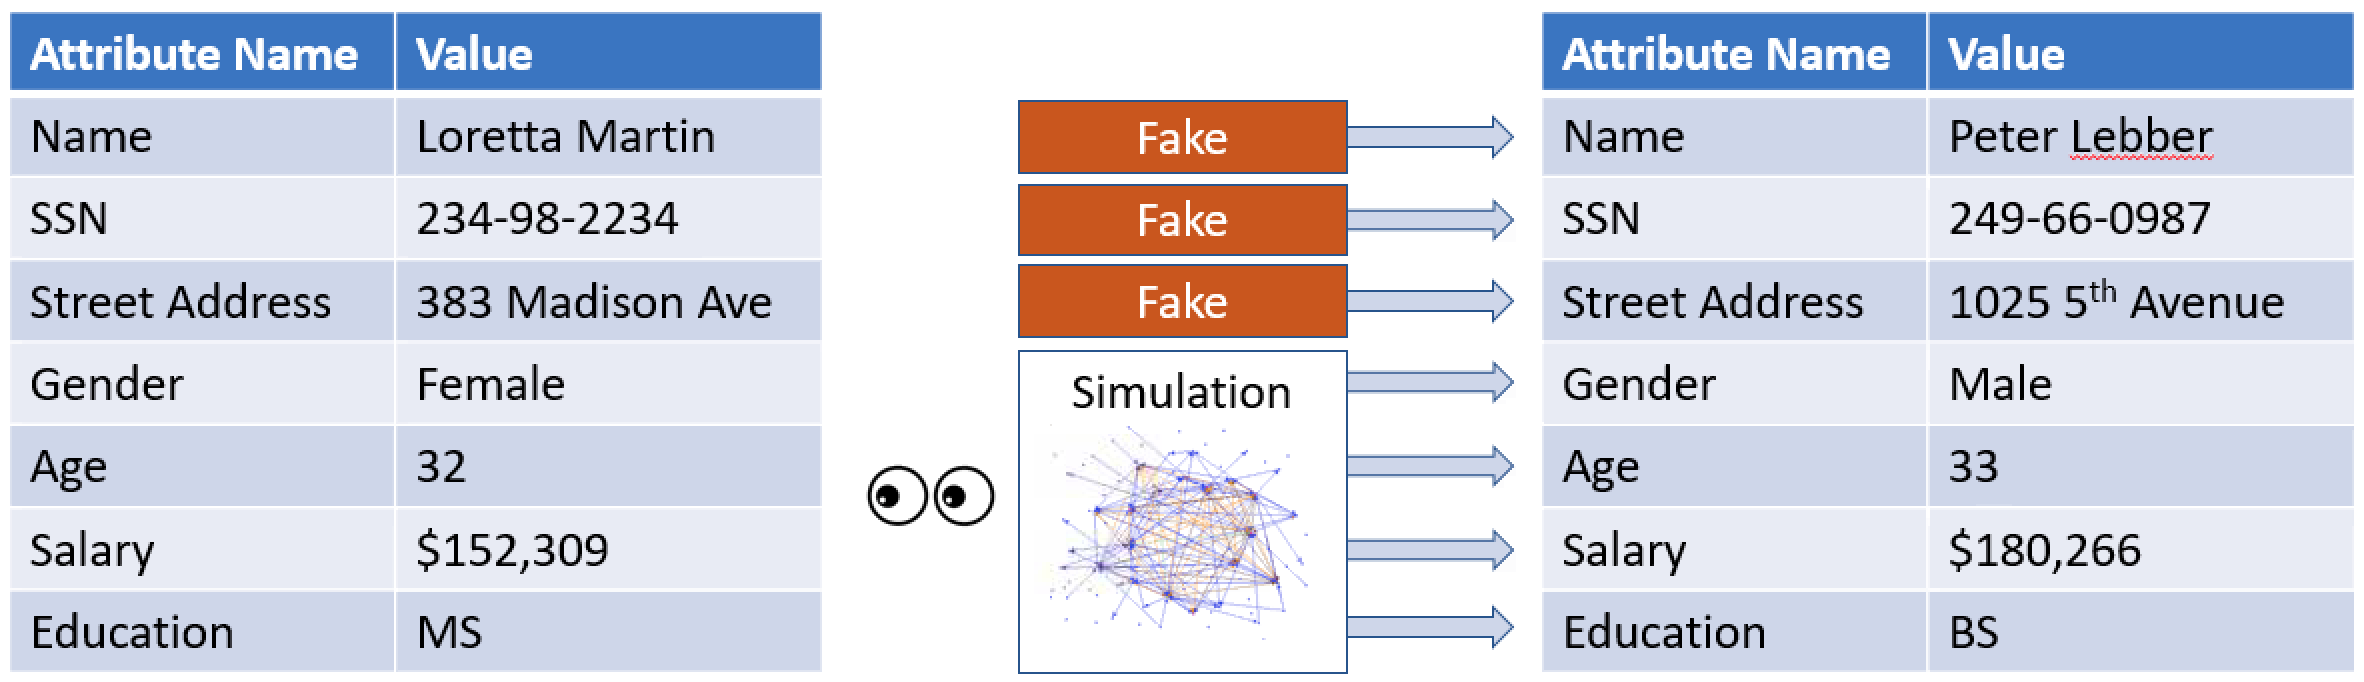 Attribute Name Value
Name Loretta Martin
SSN 234-98-2234
Street Address 383 Madison Ave
Gender Female
Age 32
Salary $152,309
Education MS
Fake
Fake
Fake
Simulation
Attribute Name Value
Name Peter Lebber
SSN 249-66-0987
Street Address 1025 5th Avenue
Gender Male
Age 33
Salary $180,266
Education BS